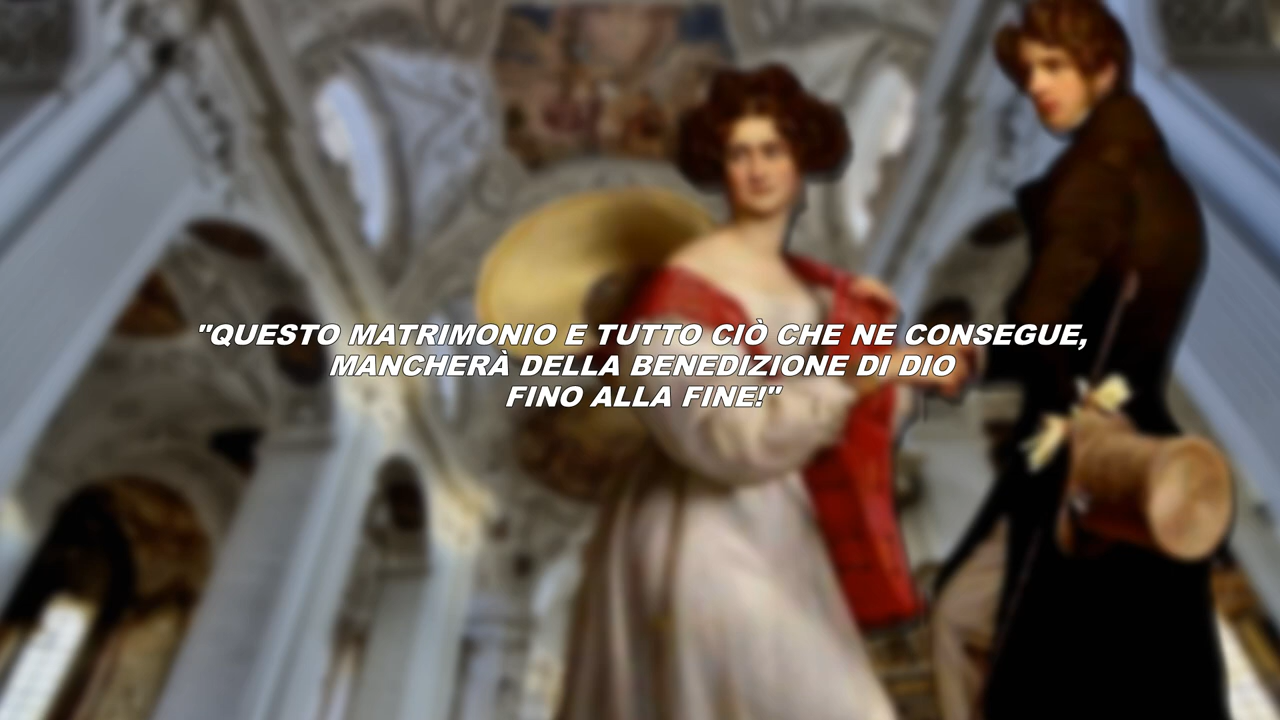 "QUESTO MATRIMONIO E TUTTO CIÒ CHE NE CONSEGUE,
MANCHERÀ DELLA BENEDIZIONE DI DIO
FINO ALLA FINE!"